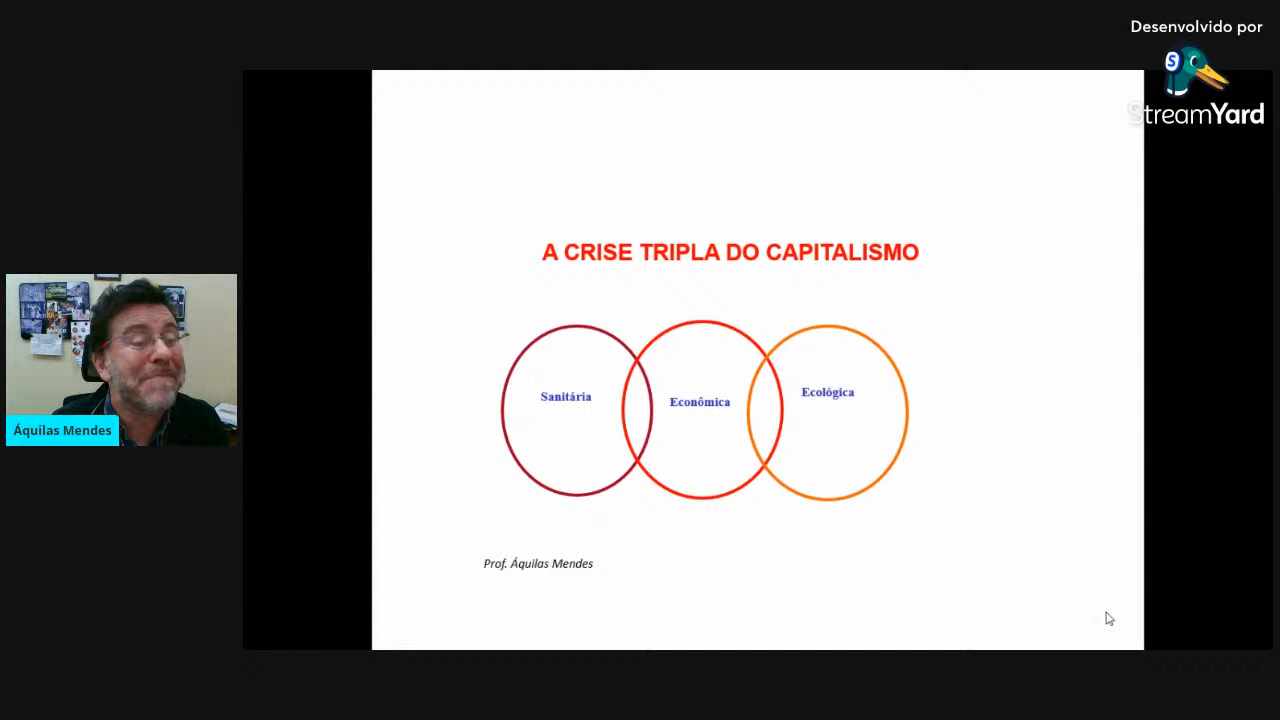 Desenvolvido por
StreamYard
A CRISE TRIPLA DO CAPITALISMO
Sanitária
Econômica
Ecológica
Áquilas Mendes
Prof. Áquilas Mendes